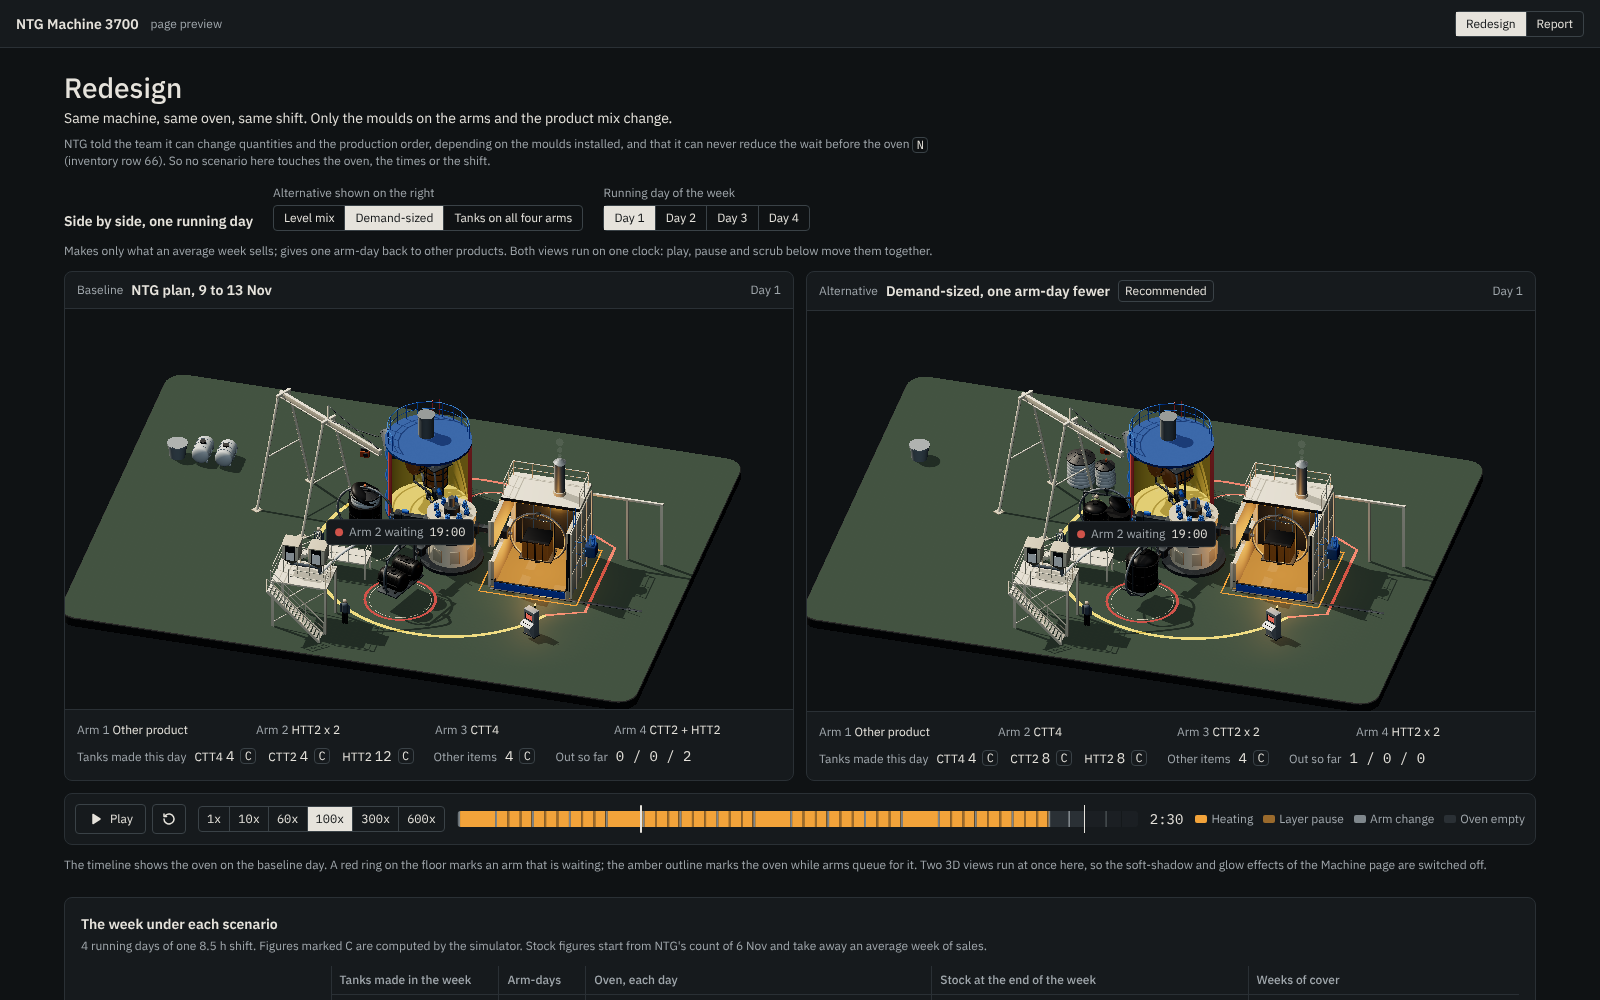 NTG Machine 3700 page preview
Redesign Report
Redesign
Same machine, same oven, same shift. Only the moulds on the arms and the product mix change.
NTG told the team it can change quantities and the production order, depending on the moulds installed, and that it can never reduce the wait before the oven N
(inventory row 66). So no scenario here touches the oven, the times or the shift.
Alternative shown on the right Running day of the week
Side by side, one running day Level mix Demand-sized Tanks on all four arms Day 1 Day 2 Day 3 Day 4
Makes only what an average week sells; gives one arm-day back to other products. Both views run on one clock: play, pause and scrub below move them together.
Baseline NTG plan, 9 to 13 Nov Day 1
Arm 2 waiting 19:00
Arm 1 Other product Arm 2 HTT2 x 2 Arm 3 CTT4 Arm 4 CTT2 + HTT2
Tanks made this day CTT4 4 C CTT2 4 C HTT2 12 C Other items 4 C Out so far 0 / 0 / 2
Alternative Demand-sized, one arm-day fewer Recommended Day 1
Arm 2 waiting 19:00
Arm 1 Other product Arm 2 CTT4 Arm 3 CTT2 x 2 Arm 4 HTT2 x 2
Tanks made this day CTT4 4 C CTT2 8 C HTT2 8 C Other items 4 C Out so far 1 / 0 / 0
Play 1x 10x 60x 100x 300x 600x 2:30 Heating Layer pause Arm change Oven empty
The timeline shows the oven on the baseline day. A red ring on the floor marks an arm that is waiting; the amber outline marks the oven while arms queue for it. Two 3D views run at once here, so the soft-shadow and glow effects of the Machine page are switched off.
The week under each scenario
4 running days of one 8.5 h shift. Figures marked C are computed by the simulator. Stock figures start from NTG's count of 6 Nov and take away an average week of sales.
Tanks made in the week Arm-days Oven, each day Stock at the end of the week Weeks of cover